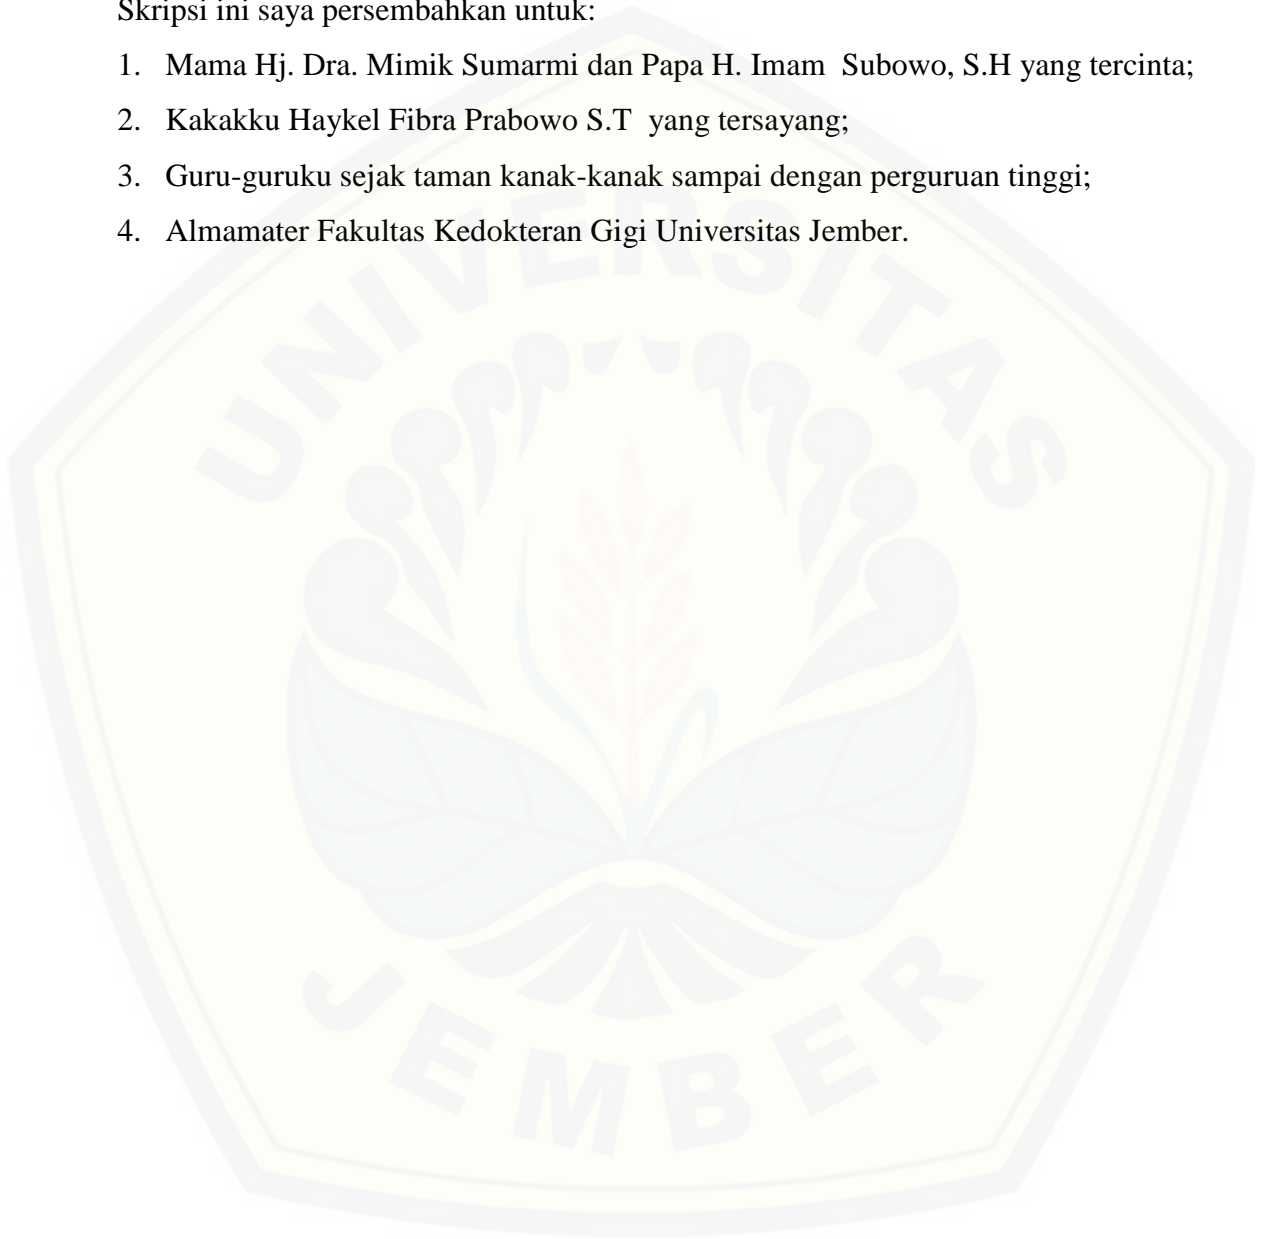 Skripsi ini saya persembahkan untuk:
1. Mama Hj. Dra. Mimik Sumarmi dan Papa H. Imam  Subowo, S.H yang tercinta;
2. Kakakku Haykel Fibra Prabowo S.T  yang tersayang;
3. Guru-guruku sejak taman kanak-kanak sampai dengan perguruan tinggi;
4. Almamater Fakultas Kedokteran Gigi Universitas Jember.
UNIVERSITAS
JEMBER